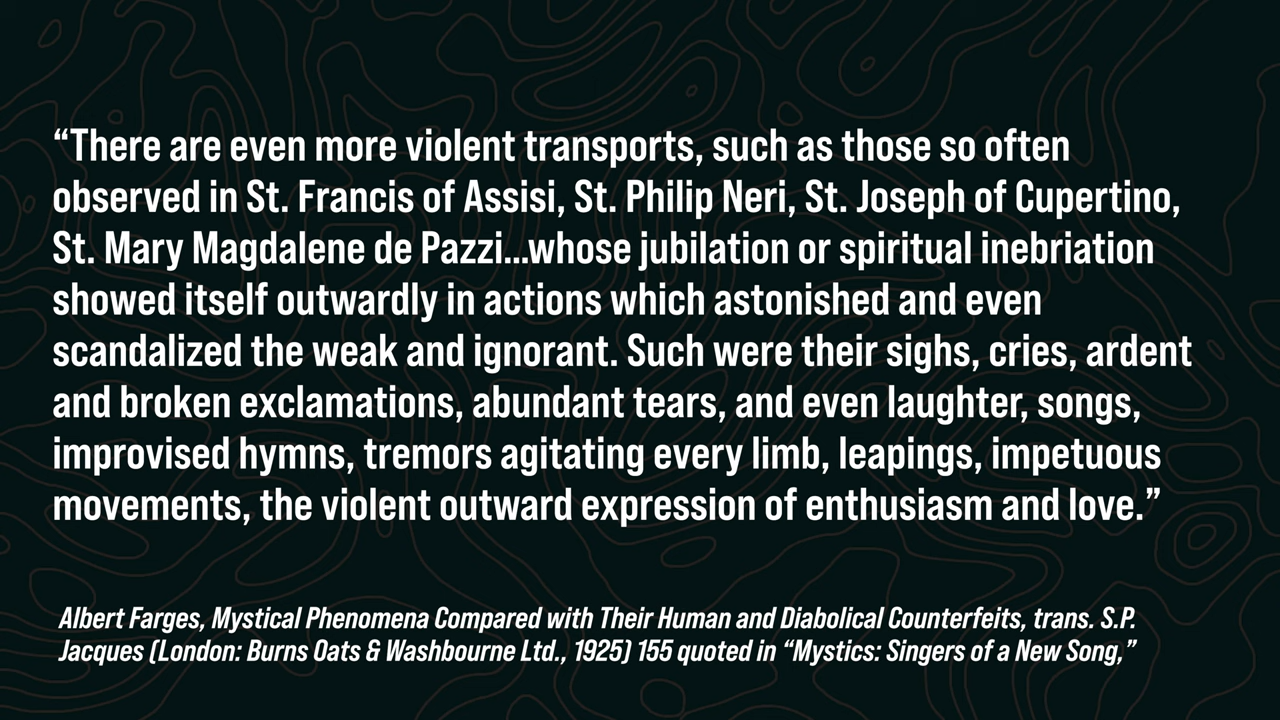 “There are even more violent transports, such as those so often
observed in St. Francis of Assisi, St. Philip Neri, St. Joseph of Cupertino,
St. Mary Magdalene de Pazzi...whose jubilation or spiritual inebriation
showed itself outwardly in actions which astonished and even
scandalized the weak and ignorant. Such were their sighs, cries, ardent
and broken exclamations, abundant tears, and even laughter, songs,
improvised hymns, tremors agitating every limb, leapings, impetuous
movements, the violent outward expression of enthusiasm and love.”
Albert Farges, Mystical Phenomena Compared with Their Human and Diabolical Counterfeits, trans. S.P.
Jacques (London: Burns Oats & Washbourne Ltd., 1925) 155 quoted in “Mystics: Singers of a New Song,”